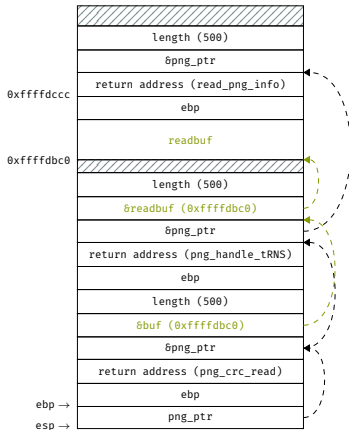 length (500)
&png_ptr
0xffffdccc
return address (read_png_info)
ebp
readbuf
0xffffdbc0
length (500)
&readbuf (0xffffdbc0)
&png_ptr
return address (png_handle_tRNS)
ebp
length (500)
&buf (0xffffdbc0)
&png_ptr
return address (png_crc_read)
ebp
ebp →
png_ptr
esp →